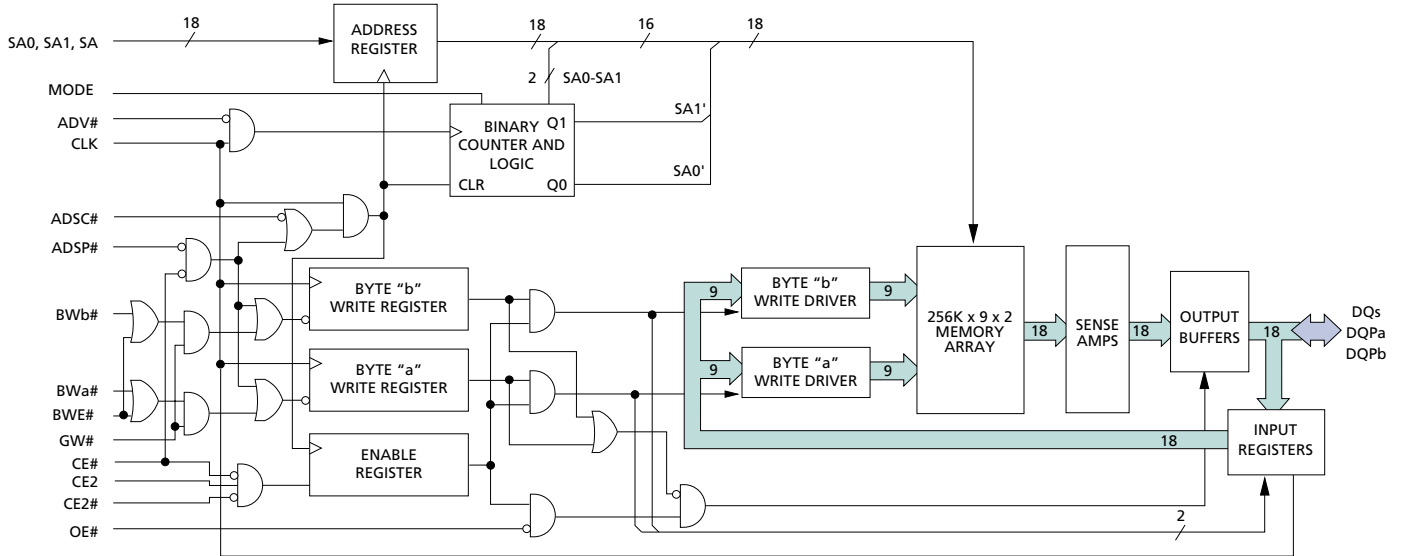 SA0, SA1, SA
18
ADDRESS
REGISTER
18
16
18
2
SA0-SA1
MODE
ADV#
CLK
BINARY
COUNTER AND
LOGIC
Q1
CLR
Q0
SA1'
SA0'
ADSC#
ADSP#
BYTE “b”
WRITE REGISTER
9
BYTE “b”
WRITE DRIVER
9
256K x 9 x 2
MEMORY
ARRAY
18
SENSE
AMPS
18
OUTPUT
BUFFERS
18
DQs
DQPa
DQPb
BWb#
BYTE “a”
WRITE REGISTER
9
BYTE “a”
WRITE DRIVER
9
BWa#
BWE#
GW#
CE#
CE2
CE2#
OE#
ENABLE
REGISTER
18
INPUT
REGISTERS
2